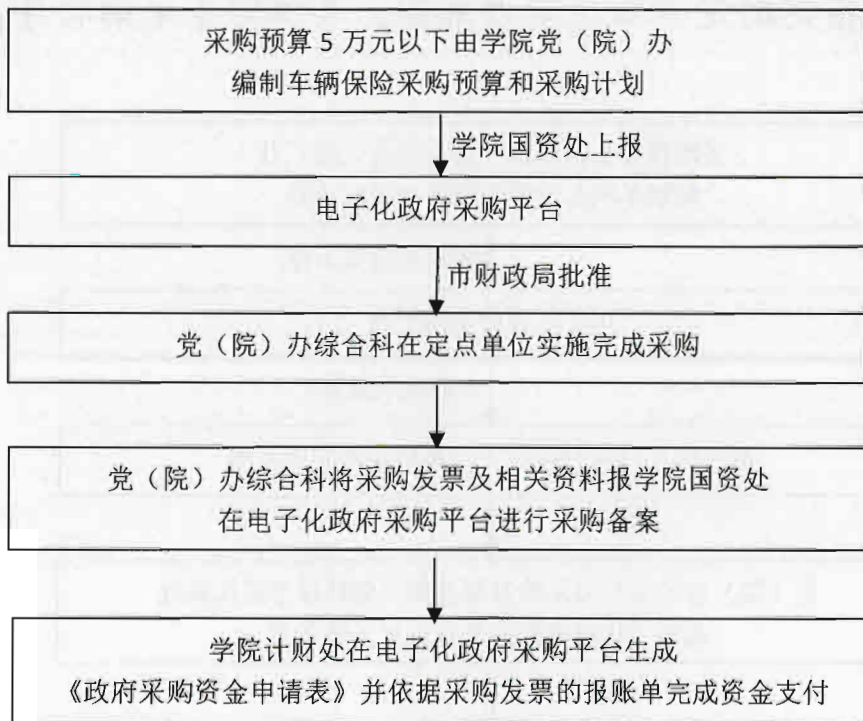 采购预算5万元以下由学院党（院）办
编制车辆保险采购预算和采购计划
学院国资处上报
电子化政府采购平台
市财政局批准
党（院）办综合科在定点单位实施完成采购
党（院）办综合科将采购发票及相关资料报学院国资处
在电子化政府采购平台进行采购备案
学院计财处在电子化政府采购平台生成
《政府采购资金申请表》并依据采购发票的报账单完成资金支付